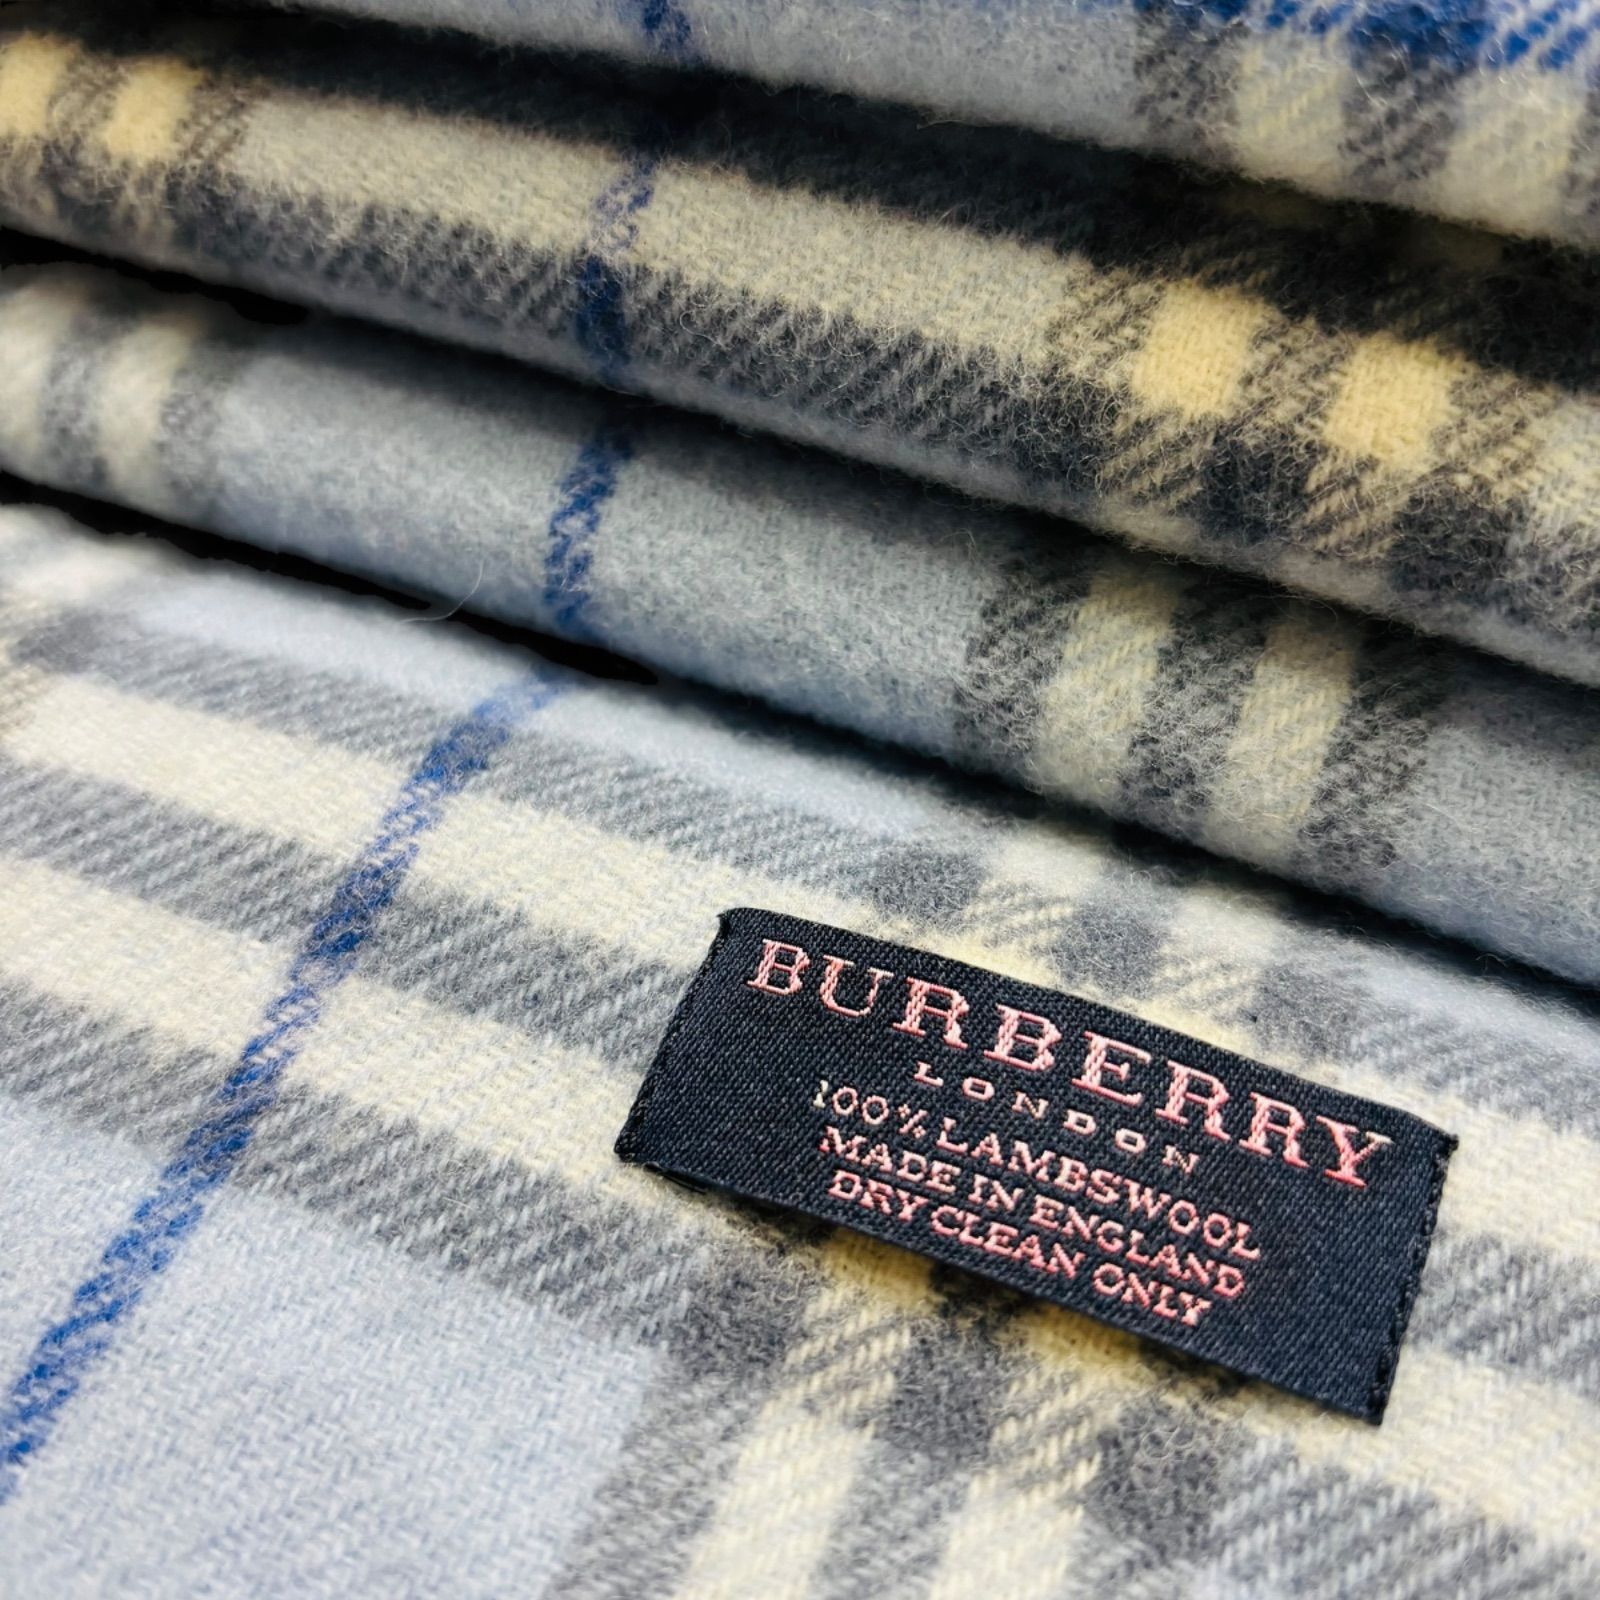 BURBERRY
LONDON
100% LAMBSWOOL
MADE IN ENGLAND
DRY CLEAN ONLY